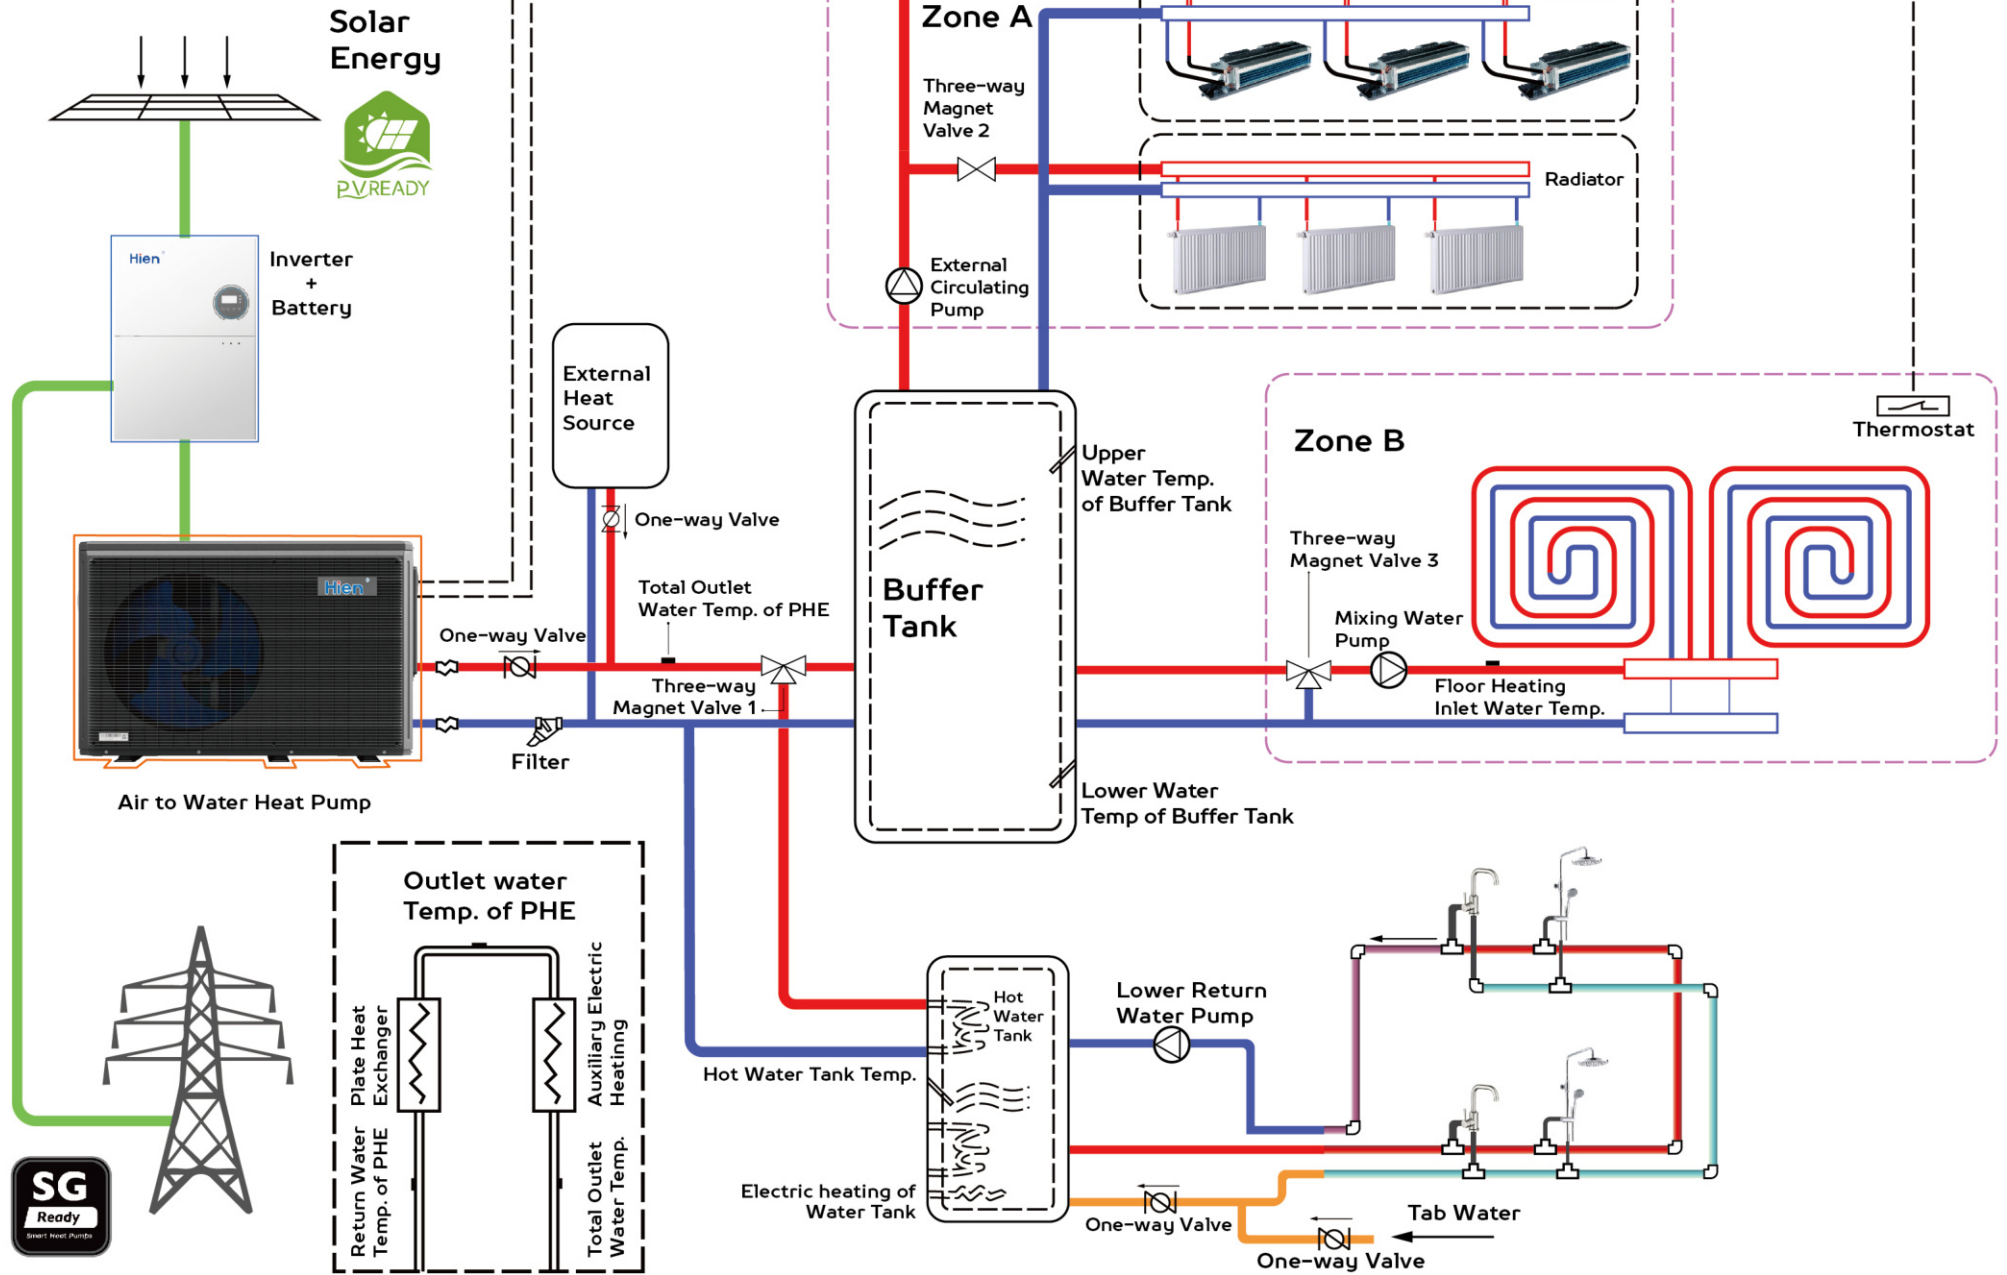 Solar
Energy
PVREADY
Hien
Inverter
+
Battery
Zone A
Three-way
Magnet
Valve 2
Radiator
External
Circulating
Pump
External
Heat
Source
One-way Valve
Total Outlet
Water Temp. of PHE
One-way Valve
Three-way
Magnet Valve 1
Filter
Hien
Air to Water Heat Pump
Buffer
Tank
Upper
Water Temp.
of Buffer Tank
Lower Water
Temp of Buffer Tank
Zone B
Thermostat
Three-way
Magnet Valve 3
Mixing Water
Pump
Floor Heating
Inlet Water Temp.
Outlet water
Temp. of PHE
Plate Heat
Exchanger
Auxiliary Electric
Heatinng
Return Water
Temp. of PHE
Total Outlet
Water Temp.
SG
Ready
Smart Heat Pumps
Hot
Water
Tank
Hot Water Tank Temp.
Electric heating of
Water Tank
Lower Return
Water Pump
One-way Valve
Tab Water
One-way Valve